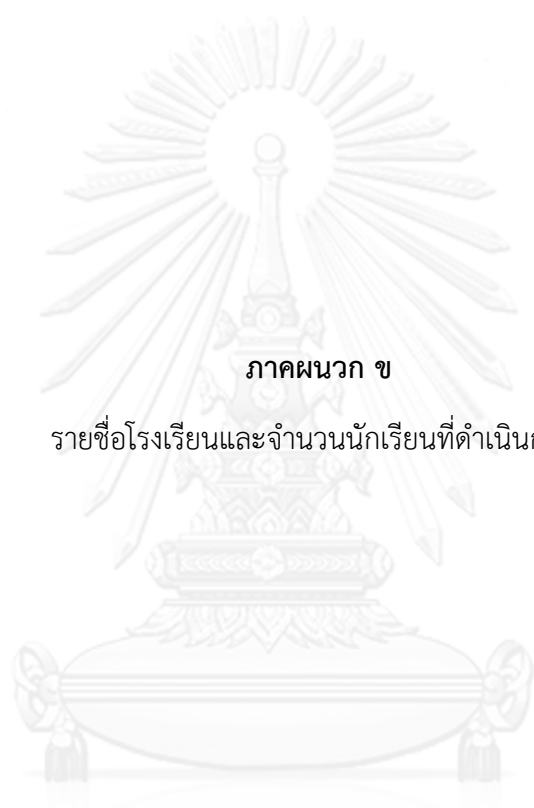 ภาคผนวก ข
รายชื่อโรงเรียนและจำนวนนักเรียนที่ดำเนิน